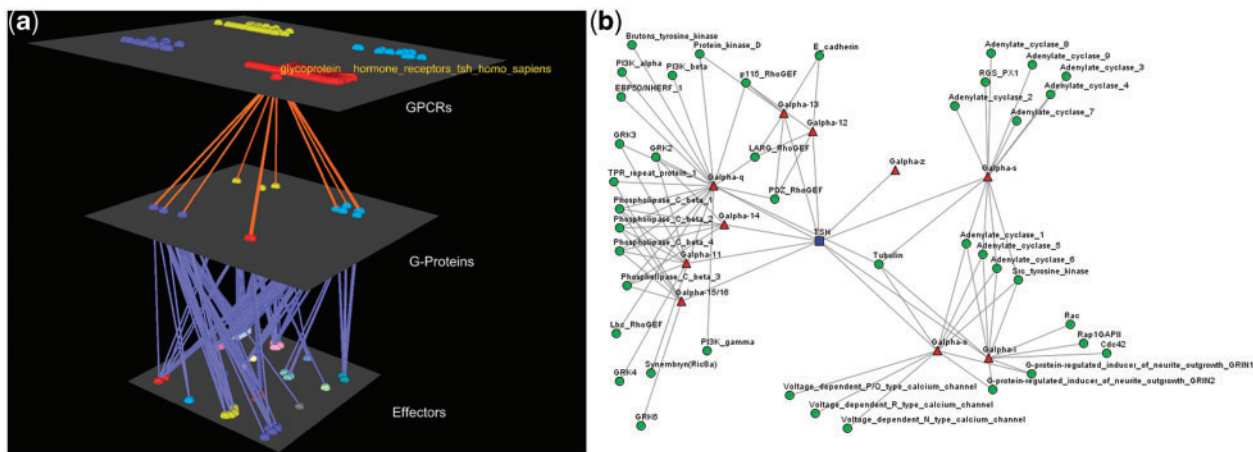 (a)
glycoprotein hormone_receptors_tsh_homo_sapiens
GPCRs
G-Proteins
Effectors
(b)
Brutons_tyrosine_kinase
Protein_kinase_D
E_cadherin
PI3K_alpha
PI3K_beta
p115_RhoGEF
EBP50/NHERF_1
Galpha-13
Galpha-12
GRK3
GRK2
LARG_RhoGEF
TPR_repeat_protein_1
Galpha-q
PDZ_RhoGEF
Phospholipase_C_beta_1
Phospholipase_C_beta_2
Galpha-14
Phospholipase_C_beta_4
Galpha-11
Phospholipase_C_beta_3
Galpha-15/16
Lbc_RhoGEF
PI3K_gamma
Synembryn(Ric8a)
GRK4
GRK6
TSH
Galpha-z
Tubulin
Adenylate_cyclase_8
Adenylate_cyclase_9
RGS_PX1
Adenylate_cyclase_3
Adenylate_cyclase_2
Adenylate_cyclase_4
Adenylate_cyclase_7
Galpha-s
Adenylate_cyclase_1
Adenylate_cyclase_5
Adenylate_cyclase_6
Src_tyrosine_kinase
Galpha-o
Galpha-i
Rac
Rap1GAPII
Cdc42
G-protein-regulated_inducer_of_neurite_outgrowth_GRIN1
G-protein-regulated_inducer_of_neurite_outgrowth_GRIN2
Voltage_dependent_P/Q_type_calcium_channel
Voltage_dependent_R_type_calcium_channel
Voltage_dependent_N_type_calcium_channel